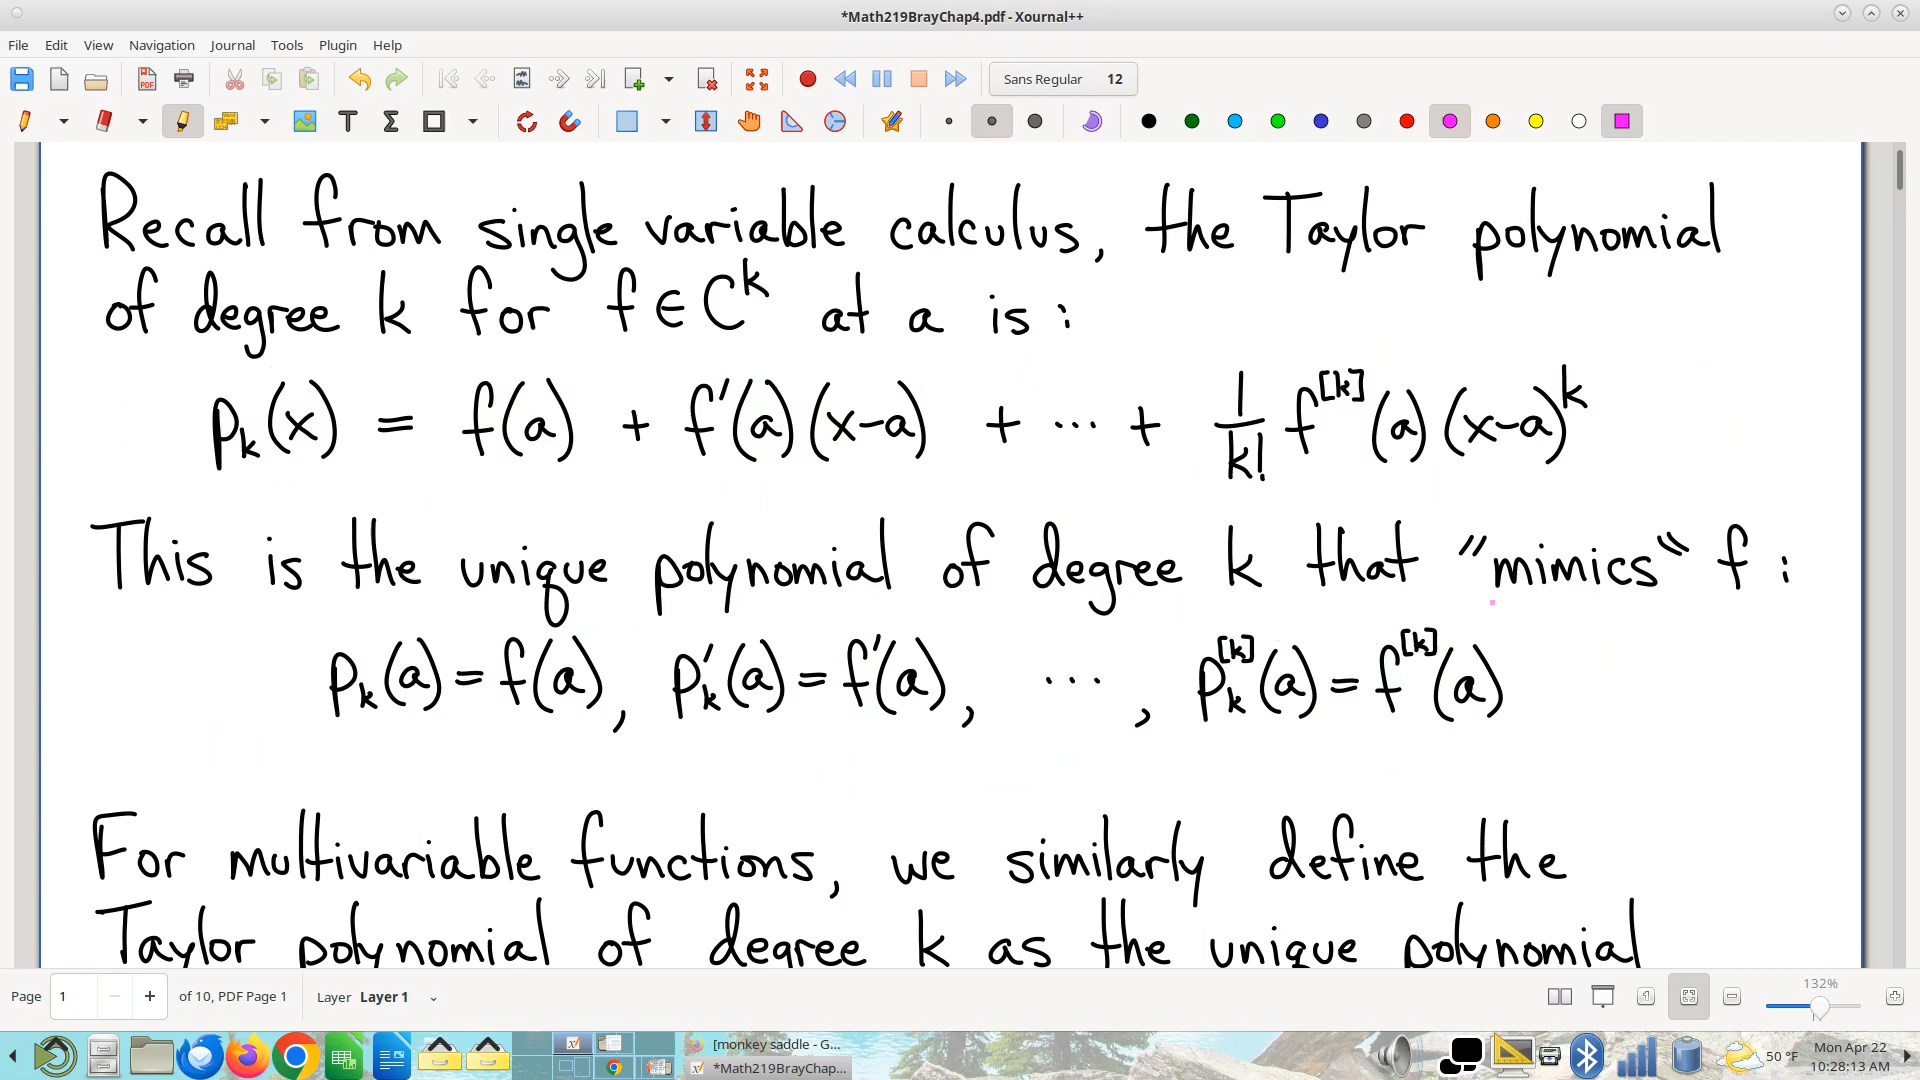 *Math219BrayChap4.pdf - Xournal++
File Edit View Navigation Journal Tools Plugin Help
Sans Regular 12
Recall from single variable calculus, the Taylor polynomial
of degree k for f ∈ C^k at a is:
p_k(x) = f(a) + f'(a)(x-a) + ... + 1/k! f^[k](a)(x-a)^k
This is the unique polynomial of degree k that "mimics" f:
p_k(a) = f(a), p_k'(a) = f'(a), ..., p_k^[k](a) = f^[k](a)
For multivariable functions, we similarly define the
Taylor polynomial of degree k as the unique polynomial
Page 1 of 10, PDF Page 1 Layer Layer 1 132%
[monkey saddle - G...
*Math219BrayChap...
50 °F
Mon Apr 22
10:28:13 AM